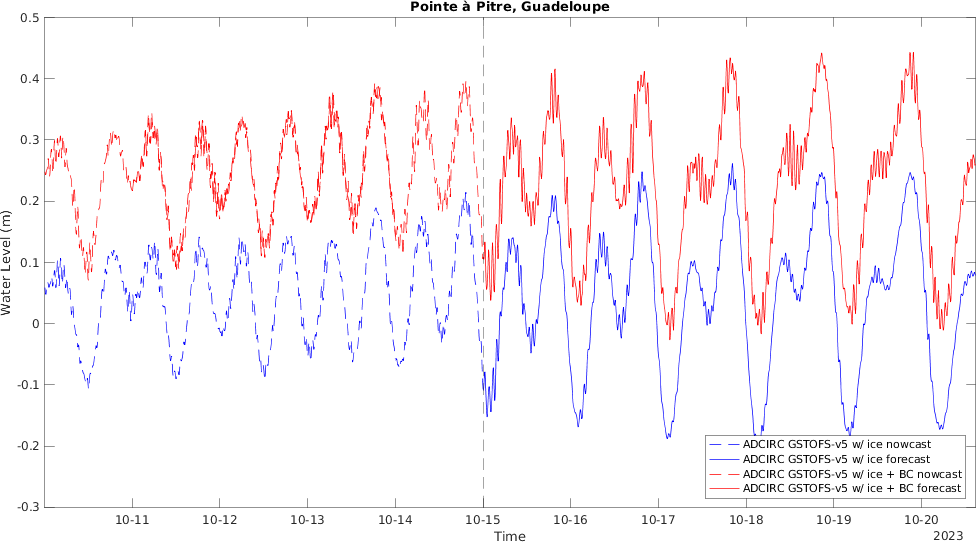 Pointe à Pitre, Guadeloupe
0.5
0.4
0.3
0.2
0.1
0
-0.1
-0.2
-0.3
Water Level (m)
ADCIRC GSTOFS-v5 w/ ice nowcast
ADCIRC GSTOFS-v5 w/ ice forecast
ADCIRC GSTOFS-v5 w/ ice + BC nowcast
ADCIRC GSTOFS-v5 w/ ice + BC forecast
10-11 10-12 10-13 10-14 10-15 10-16 10-17 10-18 10-19 10-20
Time
2023